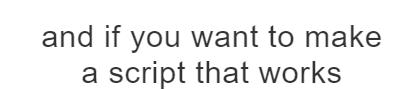 and if you want to make
a script that works